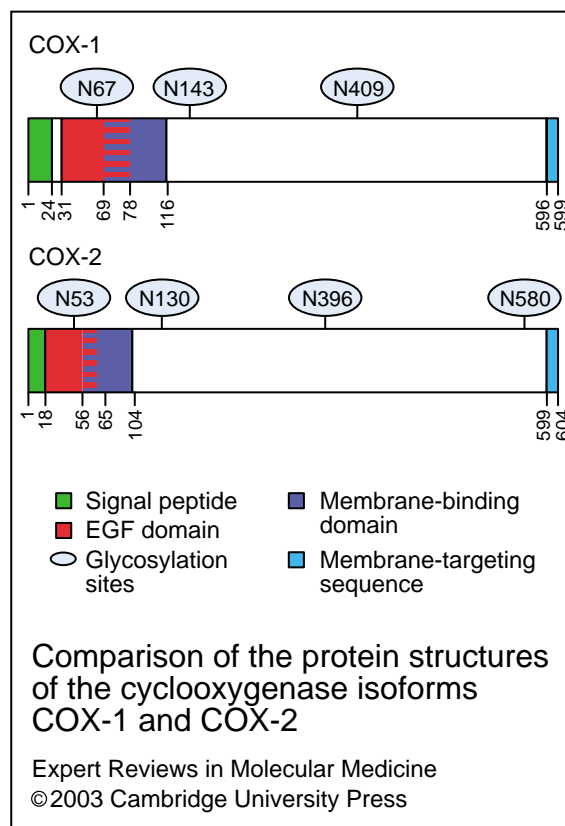 COX-1
N67 N143 N409
1 24 31 69 78 116 596 599
COX-2
N53 N130 N396 N580
1 18 56 65 104 599 604
Signal peptide
EGF domain
Glycosylation
sites
Membrane-binding
domain
Membrane-targeting
sequence
Comparison of the protein structures
of the cyclooxygenase isoforms
COX-1 and COX-2
Expert Reviews in Molecular Medicine
©2003 Cambridge University Press